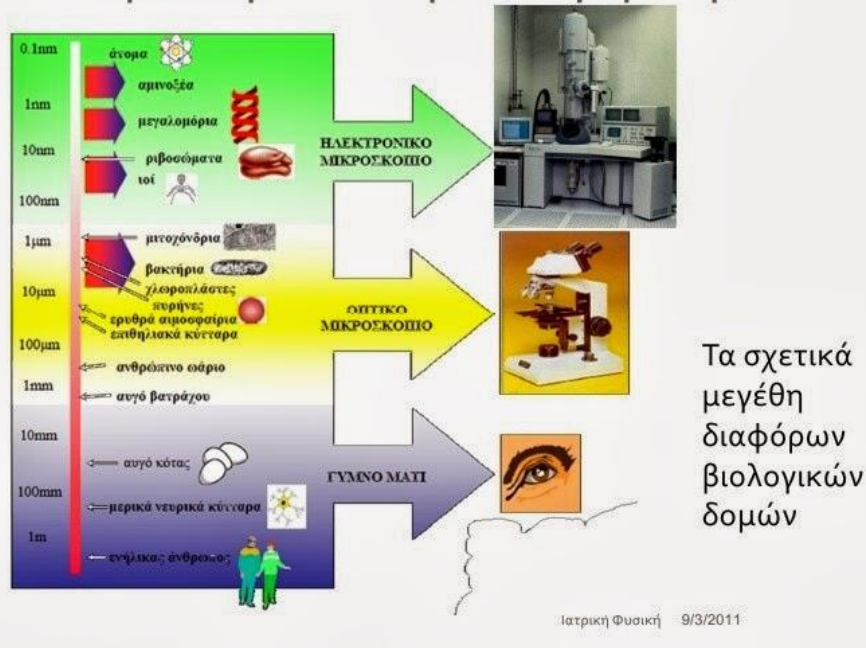 0.1nm
άτομα
αμινοξέα
1nm
μεγαλομόρια
10nm
ριβοσώματα
ιοί
100nm
1μm
μιτοχόνδρια
βακτήρια
χλωροπλάστες
10μm
πυρήνες
ερυθρά αιμοσφαίρια
επιθηλιακά κύτταρα
100μm
ανθρώπινο ωάριο
1mm
αυγό βατράχου
10mm
αυγό κότας
100mm
μερικά νευρικά κύτταρα
1m
ενήλικας άνθρωπος
ΗΛΕΚΤΡΟΝΙΚΟ
ΜΙΚΡΟΣΚΟΠΙΟ
ΟΠΤΙΚΟ
ΜΙΚΡΟΣΚΟΠΙΟ
ΓΥΜΝΟ ΜΑΤΙ
Τα σχετικά
μεγέθη
διαφόρων
βιολογικών
δομών
Ιατρική Φυσική 9/3/2011